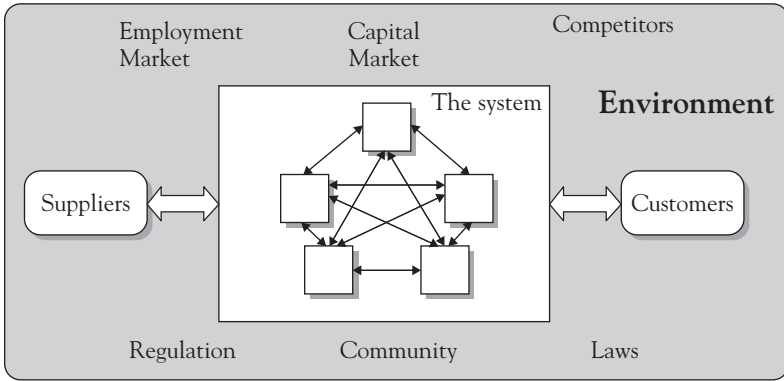 Employment
Market
Capital
Market
Competitors
The system
Environment
Suppliers
Customers
Regulation
Community
Laws